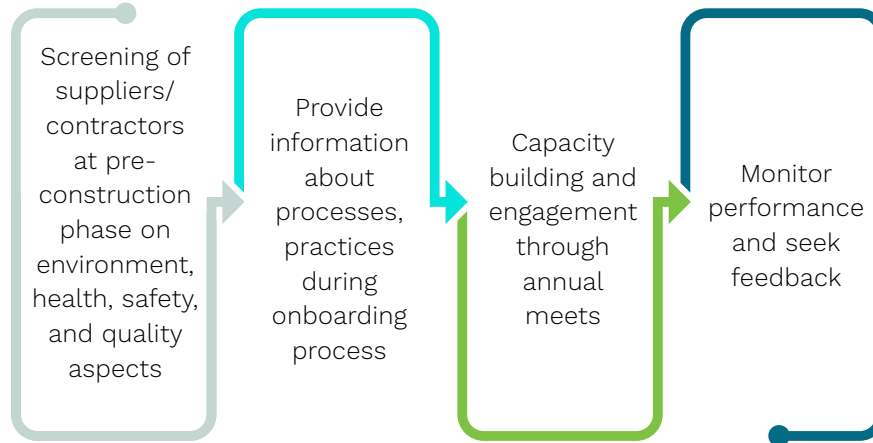 Screening of
suppliers/
contractors
at pre-
construction
phase on
environment,
health, safety,
and quality
aspects
Provide
information
about
processes,
practices
during
onboarding
process
Capacity
building and
engagement
through
annual
meets
Monitor
performance
and seek
feedback